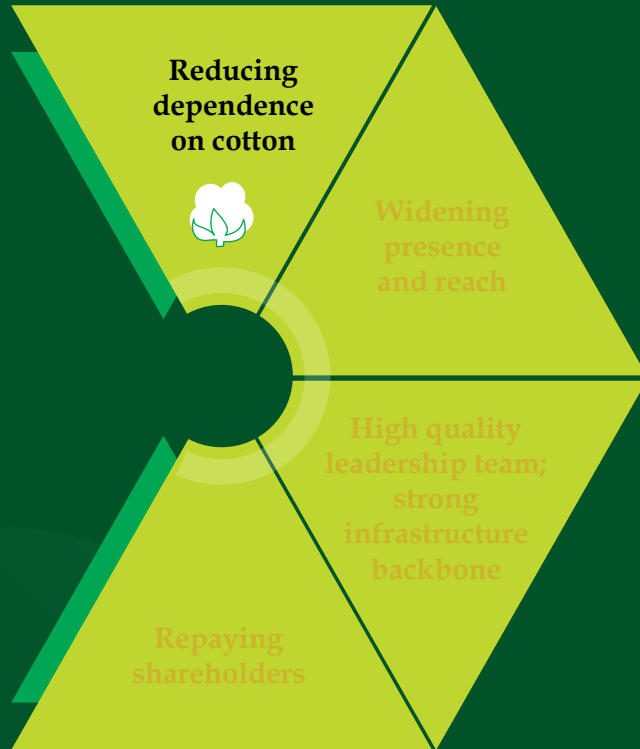 Reducing
dependence
on cotton
Widening
presence
and reach
High quality
leadership team;
strong
infrastructure
backbone
Repaying
shareholders